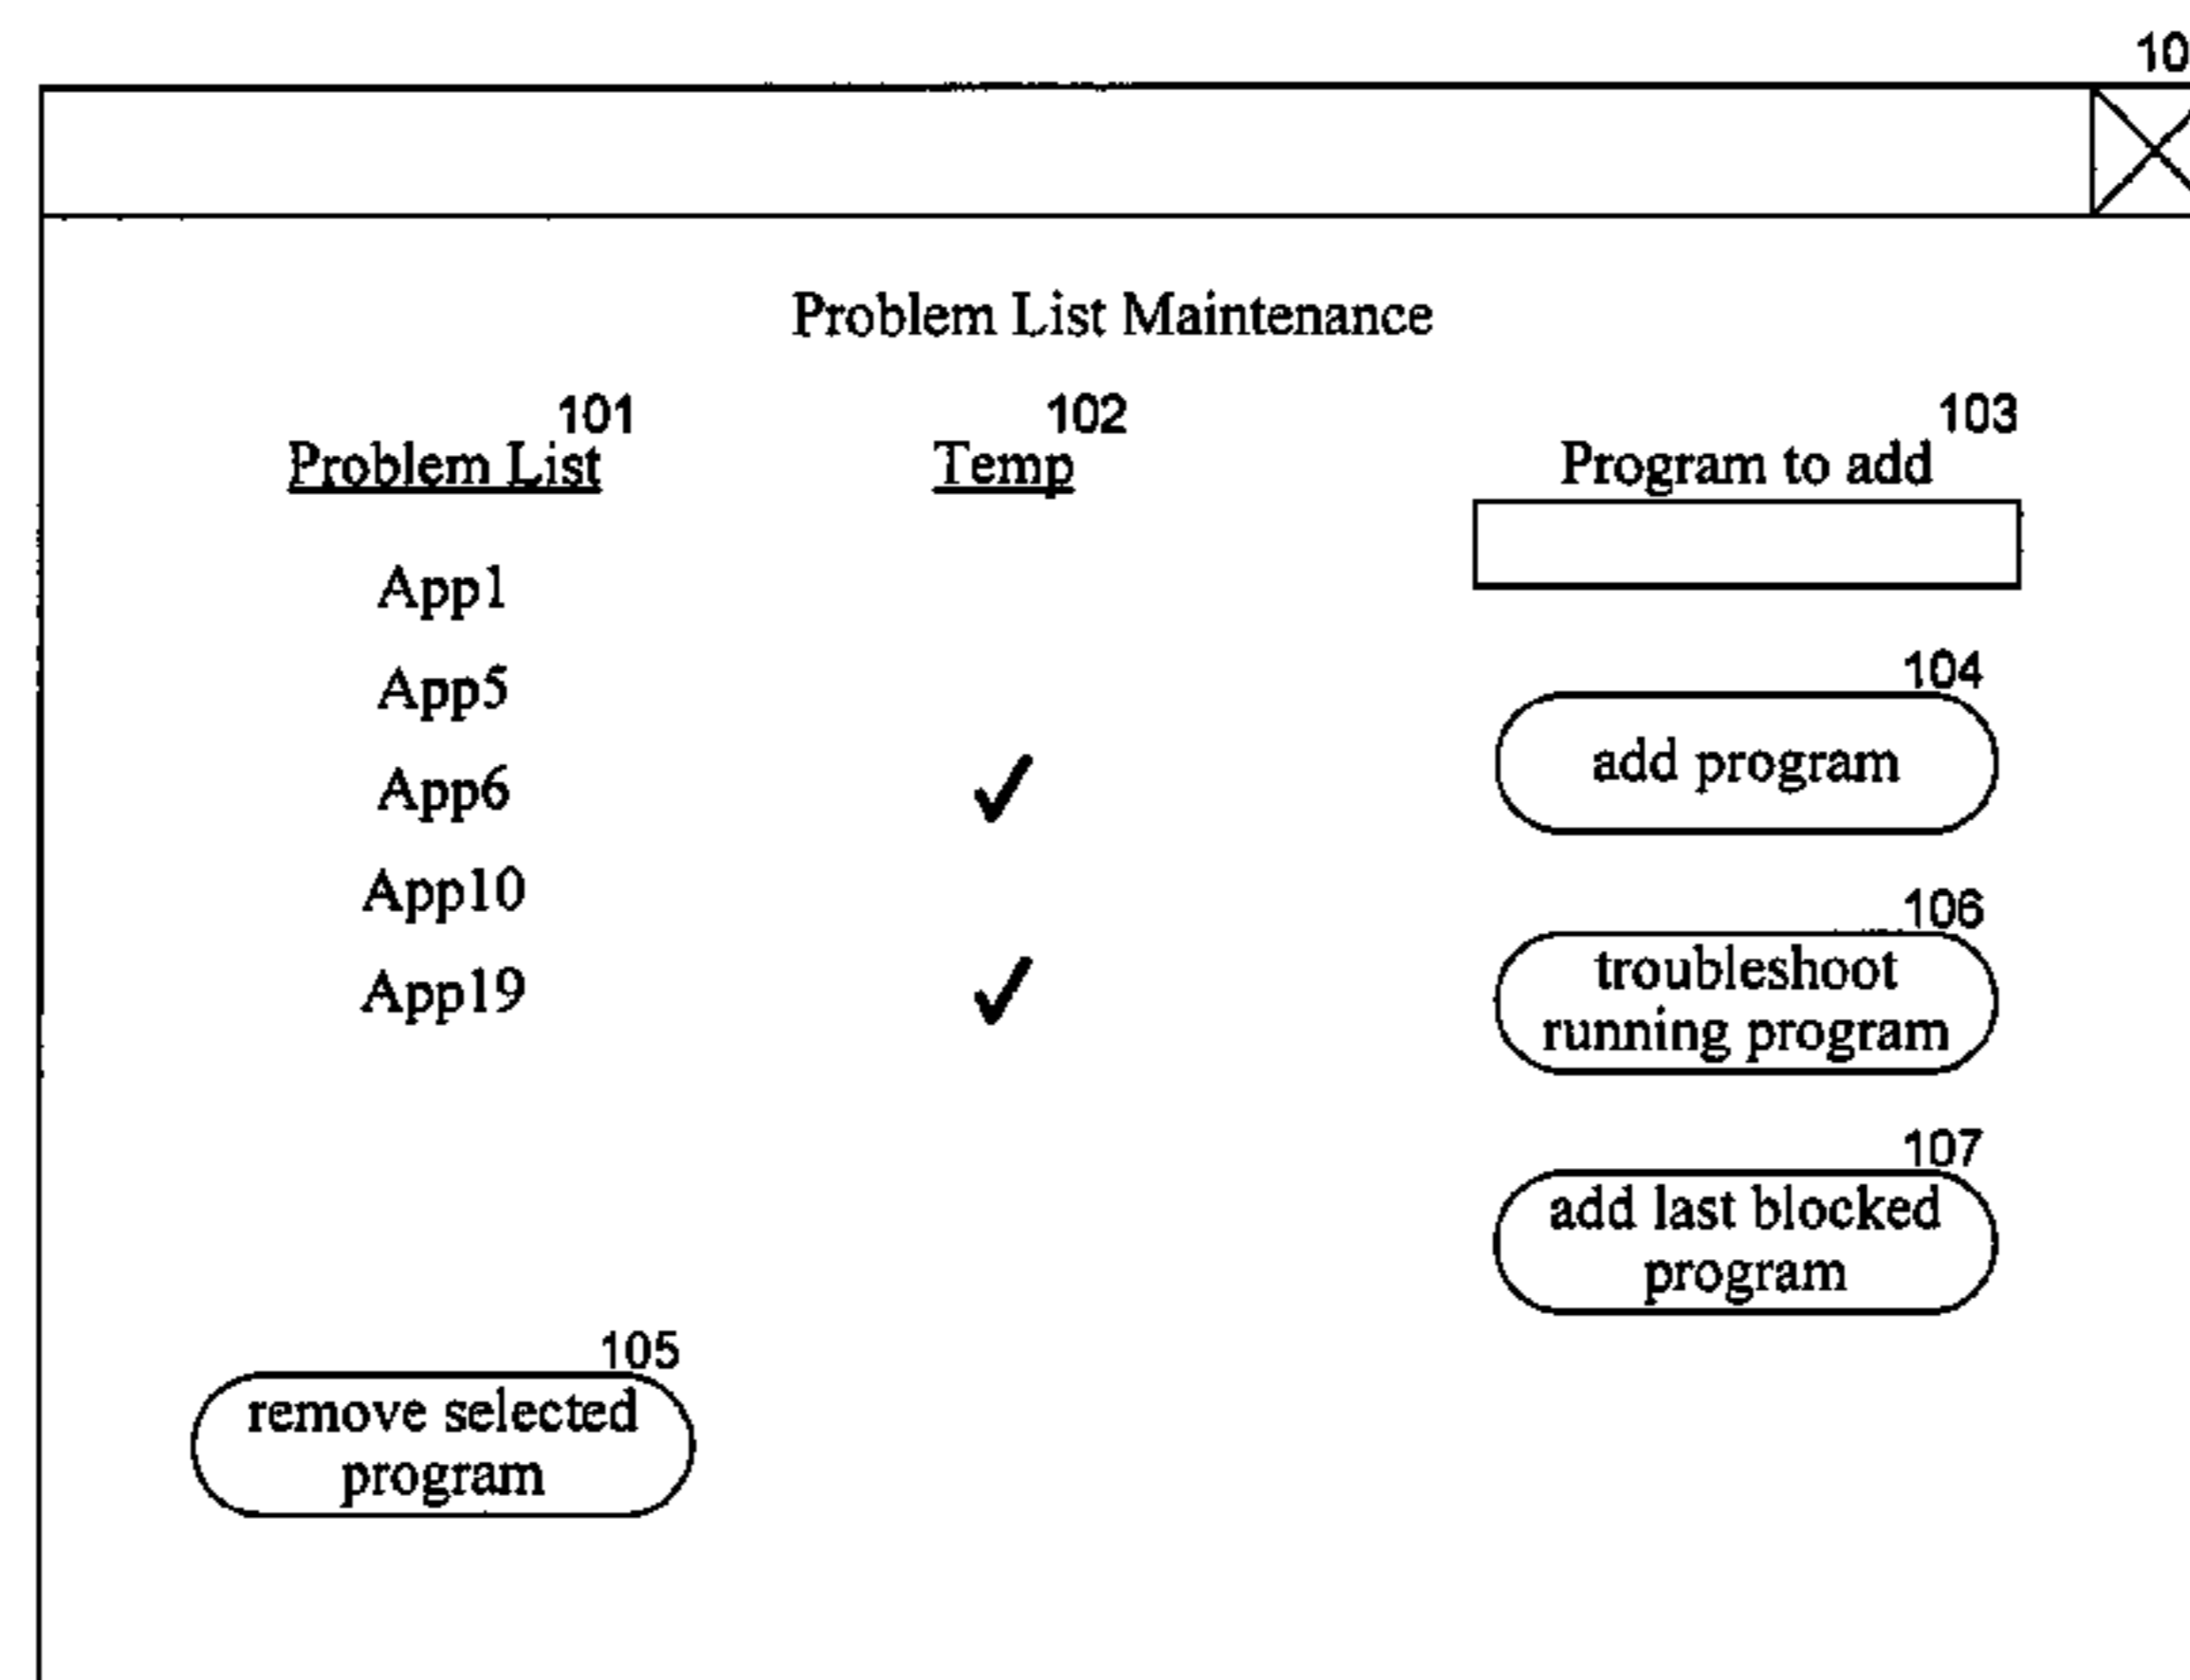 10
Problem List Maintenance
101
102
103
Problem List
Temp
Program to add
App1
App5
104
add program
App6
App10
106
troubleshoot
running program
App19
107
add last blocked
program
105
remove selected
program